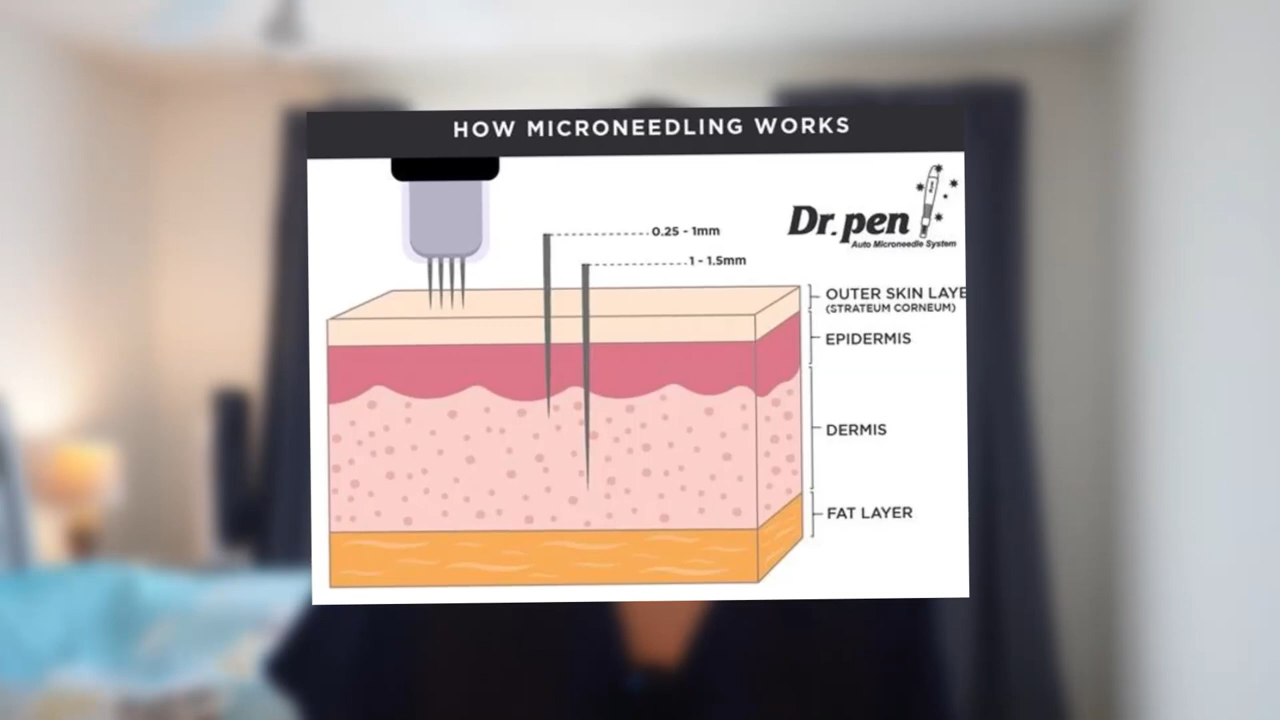 HOW MICRONEEDLING WORKS
Dr. pen
Auto Microneedle System
0.25 - 1mm
1 - 1.5mm
OUTER SKIN LAYE
(STRATEUM CORNEUM)
EPIDERMIS
DERMIS
FAT LAYER